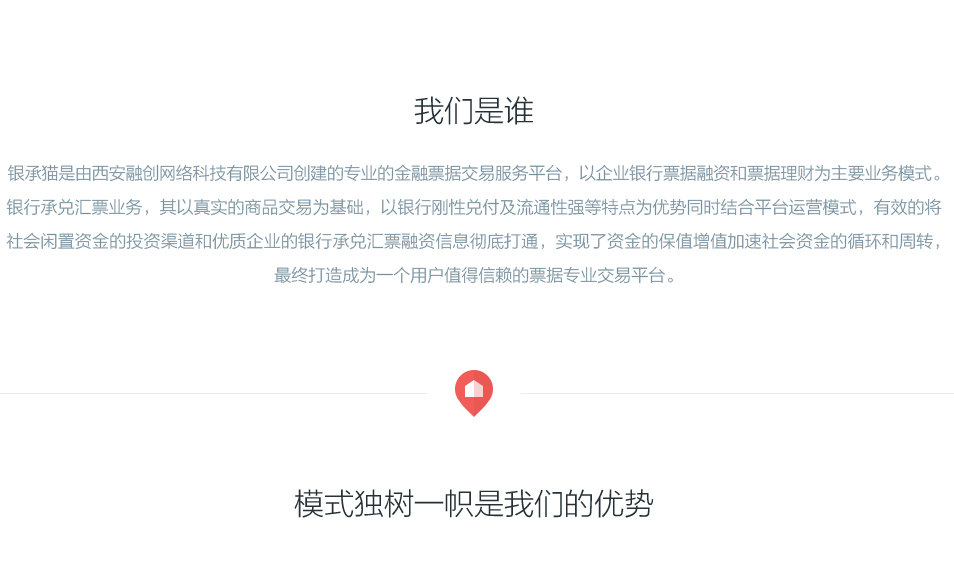 我们是谁
银承猫是由西安融创网络科技有限公司创建的专业的金融票据交易服务平台，以企业银行票据融资和票据理财为主要业务模式。
银行承兑汇票业务，其以真实的商品交易为基础，以银行刚性兑付及流通性强等特点为优势同时结合平台运营模式，有效的将
社会闲置资金的投资渠道和优质企业的银行承兑汇票融资信息彻底打通，实现了资金的保值增值加速社会资金的循环和周转，
最终打造成为一个用户值得信赖的票据专业交易平台。
模式独树一帜是我们的优势